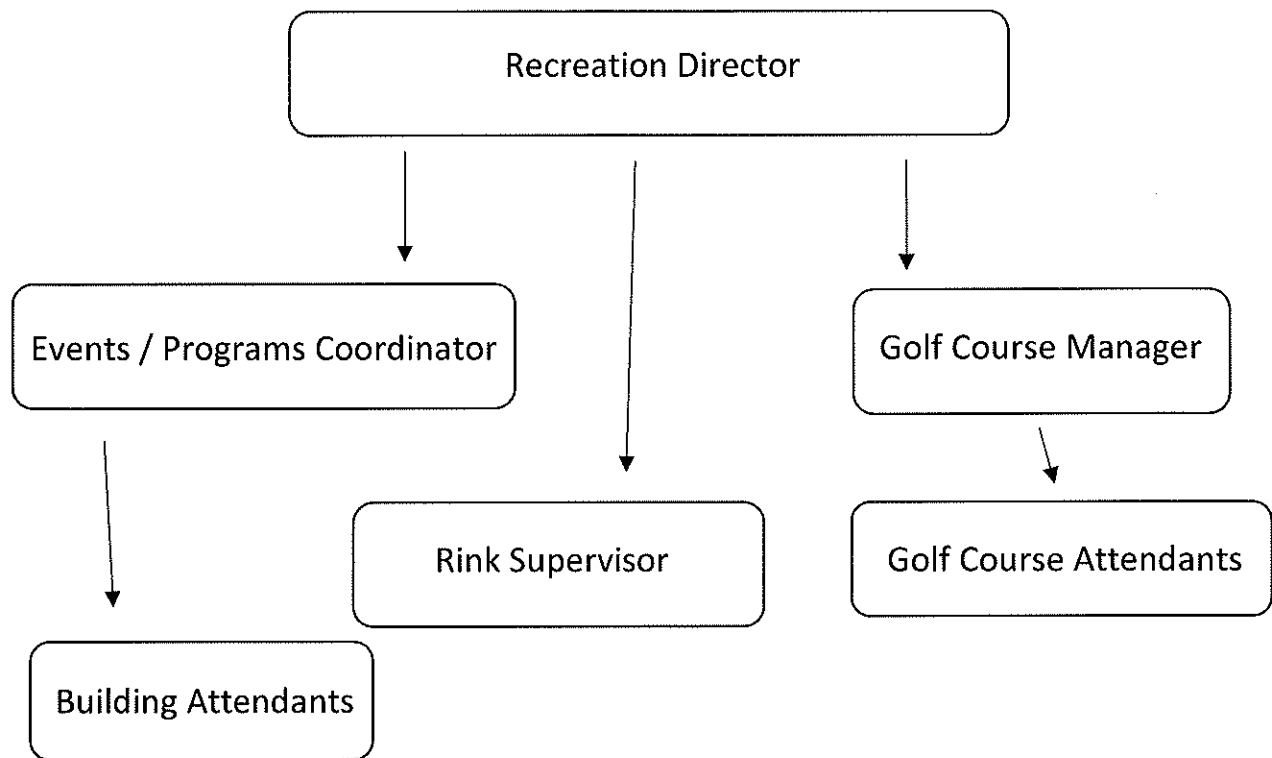 Recreation Director
Events / Programs Coordinator
Golf Course Manager
Rink Supervisor
Golf Course Attendants
Building Attendants